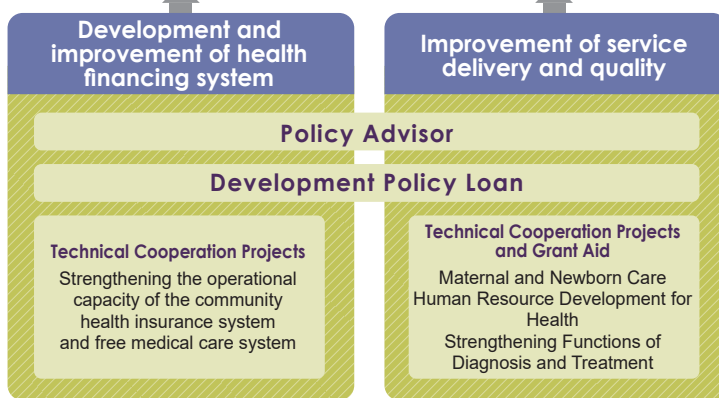 Development and
improvement of health
financing system
Improvement of service
delivery and quality
Policy Advisor
Development Policy Loan
Technical Cooperation Projects
Strengthening the operational
capacity of the community
health insurance system
and free medical care system
Technical Cooperation Projects
and Grant Aid
Maternal and Newborn Care
Human Resource Development for
Health
Strengthening Functions of
Diagnosis and Treatment